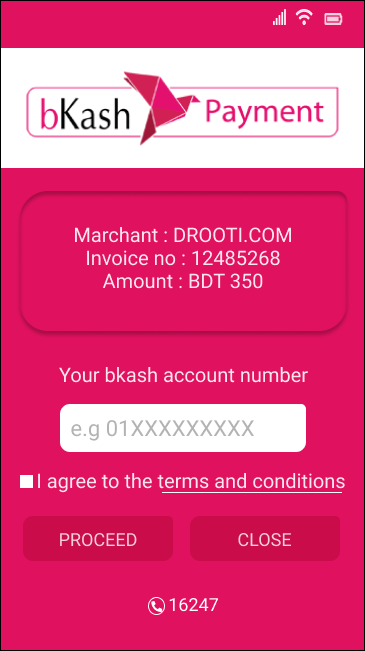 bKash Payment
Marchant : DROOTI.COM
Invoice no : 12485268
Amount : BDT 350
Your bkash account number
e.g 01XXXXXXXXX
I agree to the terms and conditions
PROCEED CLOSE
16247